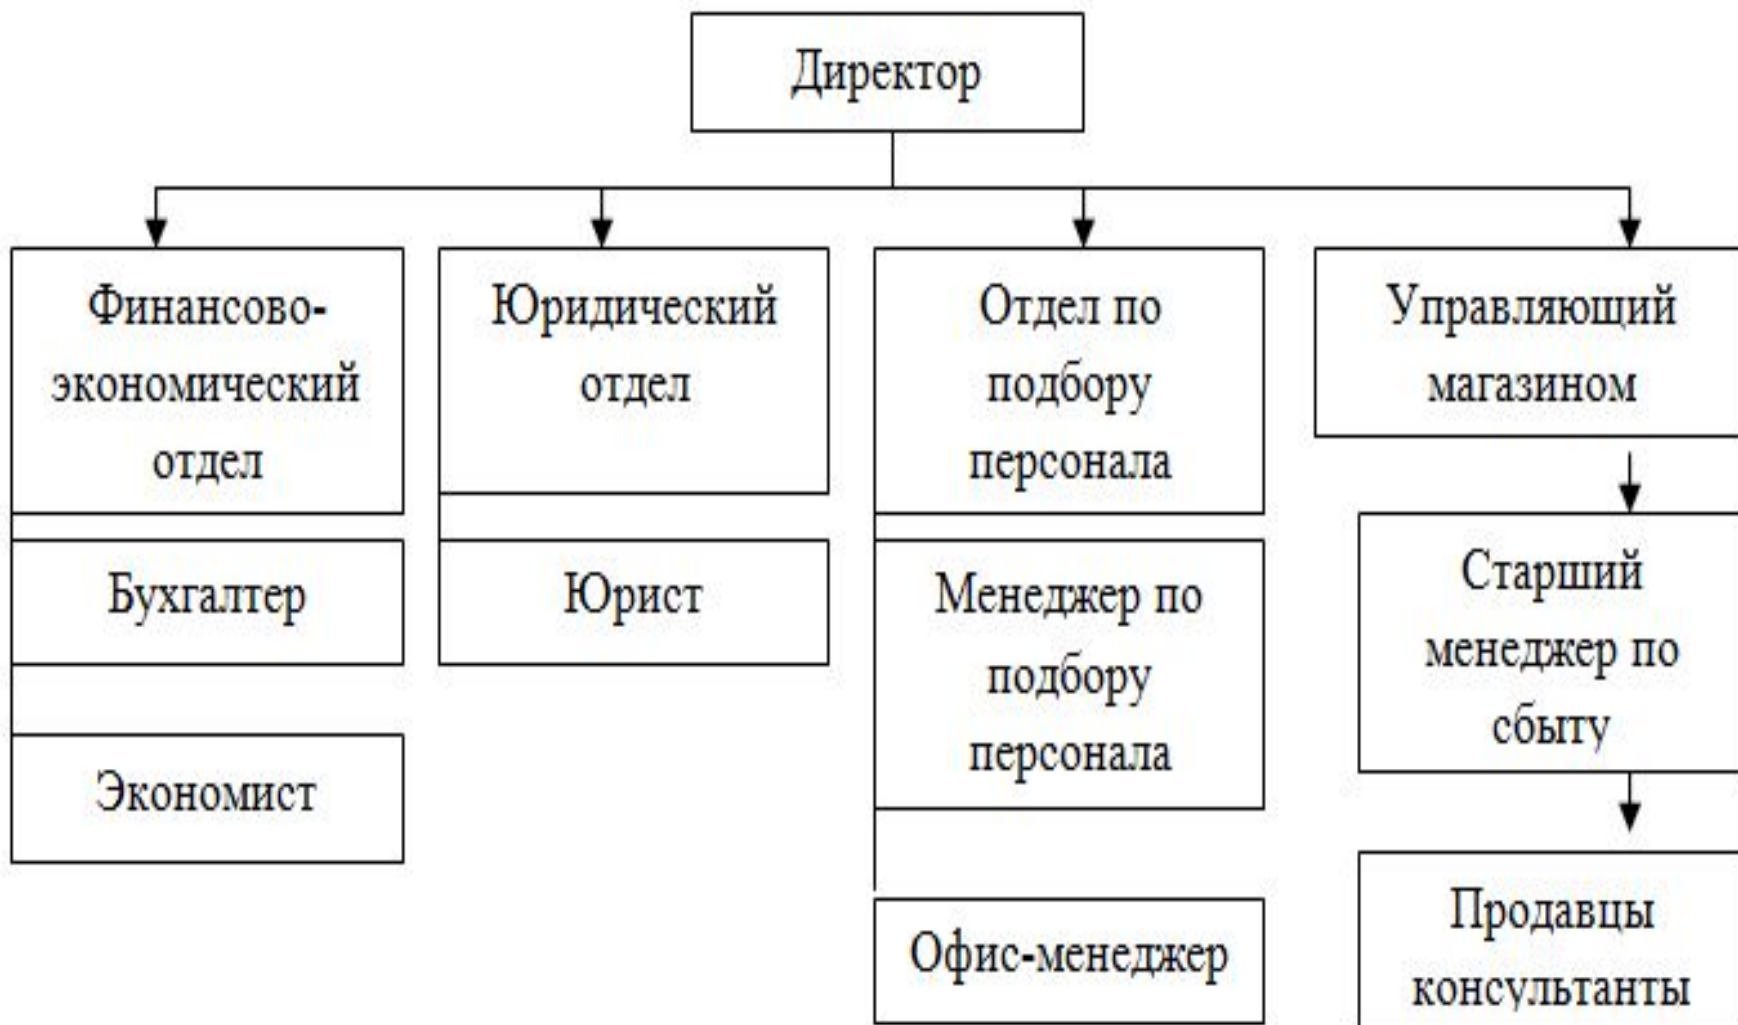 Директор
Финансово-
экономический
отдел
Юридический
отдел
Отдел по
подбору
персонала
Управляющий
магазином
Бухгалтер
Юрист
Менеджер по
подбору
персонала
Старший
менеджер по
сбыту
Экономист
Офис-менеджер
Продавцы
консультанты